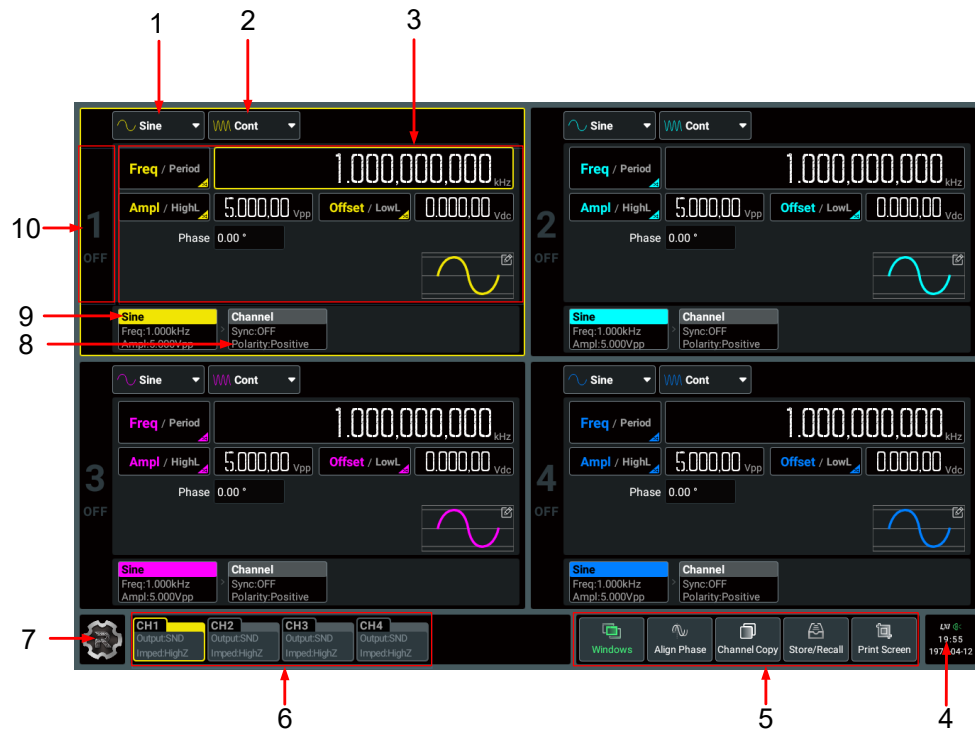 1 2 3
Sine Cont
Freq / Period 1.000,000,000 kHz
Ampl / HighL 5.000,00 Vpp Offset / LowL 0.000,00 Vdc
Phase 0.00 °
1
OFF
10
Sine Channel
Freq:1.000kHz Sync:OFF
Ampl:5.000Vpp Polarity:Positive
9
8
Sine Cont
Freq / Period 1.000,000,000 kHz
Ampl / HighL 5.000,00 Vpp Offset / LowL 0.000,00 Vdc
Phase 0.00 °
2
OFF
Sine Channel
Freq:1.000kHz Sync:OFF
Ampl:5.000Vpp Polarity:Positive
Sine Cont
Freq / Period 1.000,000,000 kHz
Ampl / HighL 5.000,00 Vpp Offset / LowL 0.000,00 Vdc
Phase 0.00 °
3
OFF
Sine Channel
Freq:1.000kHz Sync:OFF
Ampl:5.000Vpp Polarity:Positive
Sine Cont
Freq / Period 1.000,000,000 kHz
Ampl / HighL 5.000,00 Vpp Offset / LowL 0.000,00 Vdc
Phase 0.00 °
4
OFF
Sine Channel
Freq:1.000kHz Sync:OFF
Ampl:5.000Vpp Polarity:Positive
7
CH1 CH2 CH3 CH4
Output:SND Output:SND Output:SND Output:SND
Imped:HighZ Imped:HighZ Imped:HighZ Imped:HighZ
Windows Align Phase Channel Copy Store/Recall Print Screen
LXI
19:55
04-12
6 5 4